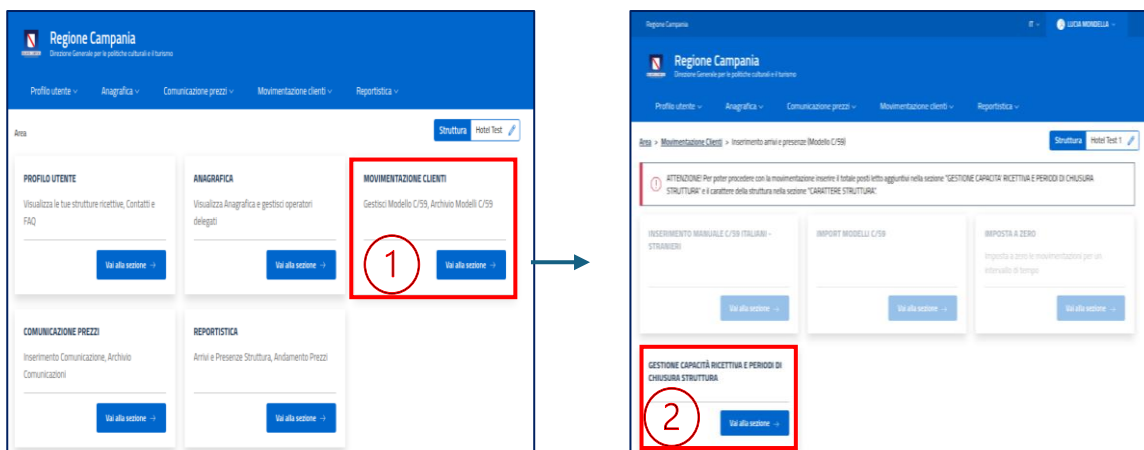 Regione Campania
Direzione Generale per le politiche culturali e il turismo
Profilo utente Anagrafica Comunicazione prezzi Movimentazione clienti Reportistica
Area
Struttura Hotel Test
PROFILO UTENTE
Visualizza le tue strutture ricettive, Contatti e
FAQ
Vai alla sezione →
ANAGRAFICA
Visualizza Anagrafica e gestisci operatori
delegati
Vai alla sezione →
MOVIMENTAZIONE CLIENTI
Gestisci Modello C/59, Archivio Modelli C/59
1
Vai alla sezione →
COMUNICAZIONE PREZZI
Inserimento Comunicazione, Archivio
Comunicazioni
Vai alla sezione →
REPORTISTICA
Arrivi e Presenze Struttura, Andamento Prezzi
Vai alla sezione →
Regione Campania
IT
LUCIA MONDELLA
Regione Campania
Direzione Generale per le politiche culturali e il turismo
Profilo utente Anagrafica Comunicazione prezzi Movimentazione clienti Reportistica
Area > Movimentazione Clienti > Inserimento arrivi e presenze (Modello C/59)
Struttura Hotel Test 1
ATTENZIONE! Per poter procedere con la movimentazione inserire il totale posti letto aggiuntivi nella sezione "GESTIONE CAPACITA' RICETTIVA E PERIODI DI CHIUSURA
STRUTTURA" e il carattere della struttura nella sezione "CARATTERE STRUTTURA".
INSERIMENTO MANUALE C/59 ITALIANI -
STRANIERI
Vai alla sezione →
IMPORT MODELLI C/59
Vai alla sezione →
IMPOSTA A ZERO
Imposta a zero le movimentazioni per un
intervallo di tempo
Vai alla sezione →
GESTIONE CAPACITÀ RICETTIVA E PERIODI DI
CHIUSURA STRUTTURA
2
Vai alla sezione →